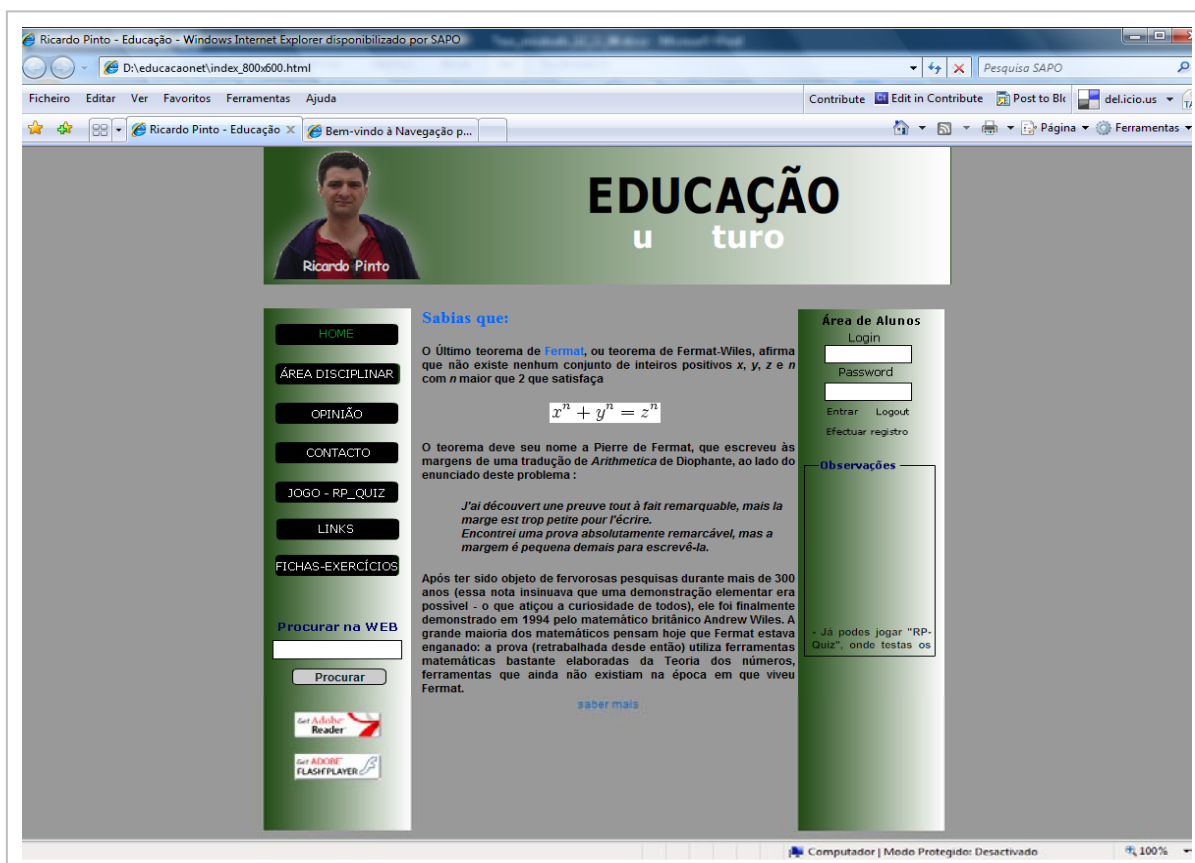 Ricardo Pinto - Educação - Windows Internet Explorer disponibilizado por SAPO
D:\educacaonet\index_800x600.html
Pesquisa SAPO
Ficheiro Editar Ver Favoritos Ferramentas Ajuda
Contribute Edit in Contribute Post to Blo del.icio.us TA
Ricardo Pinto - Educação Bem-vindo à Navegação p... Página Ferramentas
EDUCAÇÃO
u turo
Ricardo Pinto
HOME
ÁREA DISCIPLINAR
OPINIÃO
CONTACTO
JOGO - RP_QUIZ
LINKS
FICHAS-EXERCÍCIOS
Procurar na WEB
Procurar
Get Adobe
Reader
Get ADOBE
FLASH PLAYER
Sabias que:
O Último teorema de Fermat, ou teorema de Fermat-Wiles, afirma
que não existe nenhum conjunto de inteiros positivos x, y, z e n
com n maior que 2 que satisfaça
xⁿ + yⁿ = zⁿ
O teorema deve seu nome a Pierre de Fermat, que escreveu às
margens de uma tradução de Arithmetica de Diophante, ao lado do
enunciado deste problema :
J'ai découvert une preuve tout à fait remarquable, mais la
marge est trop petite pour l'écrire.
Encontrei uma prova absolutamente remarcável, mas a
margem é pequena demais para escrevê-la.
Após ter sido objeto de fervorosas pesquisas durante mais de 300
anos (essa nota insinuava que uma demonstração elementar era
possível - o que atiçou a curiosidade de todos), ele foi finalmente
demonstrado em 1994 pelo matemático britânico Andrew Wiles. A
grande maioria dos matemáticos pensam hoje que Fermat estava
enganado: a prova (retrabalhada desde então) utiliza ferramentas
matemáticas bastante elaboradas da Teoria dos números,
ferramentas que ainda não existiam na época em que viveu
Fermat.
saber mais
Área de Alunos
Login
Password
Entrar Logout
Efectuar registro
Observações
- Já podes jogar "RP-
Quiz", onde testas os
Computador | Modo Protegido: Desactivado 100%